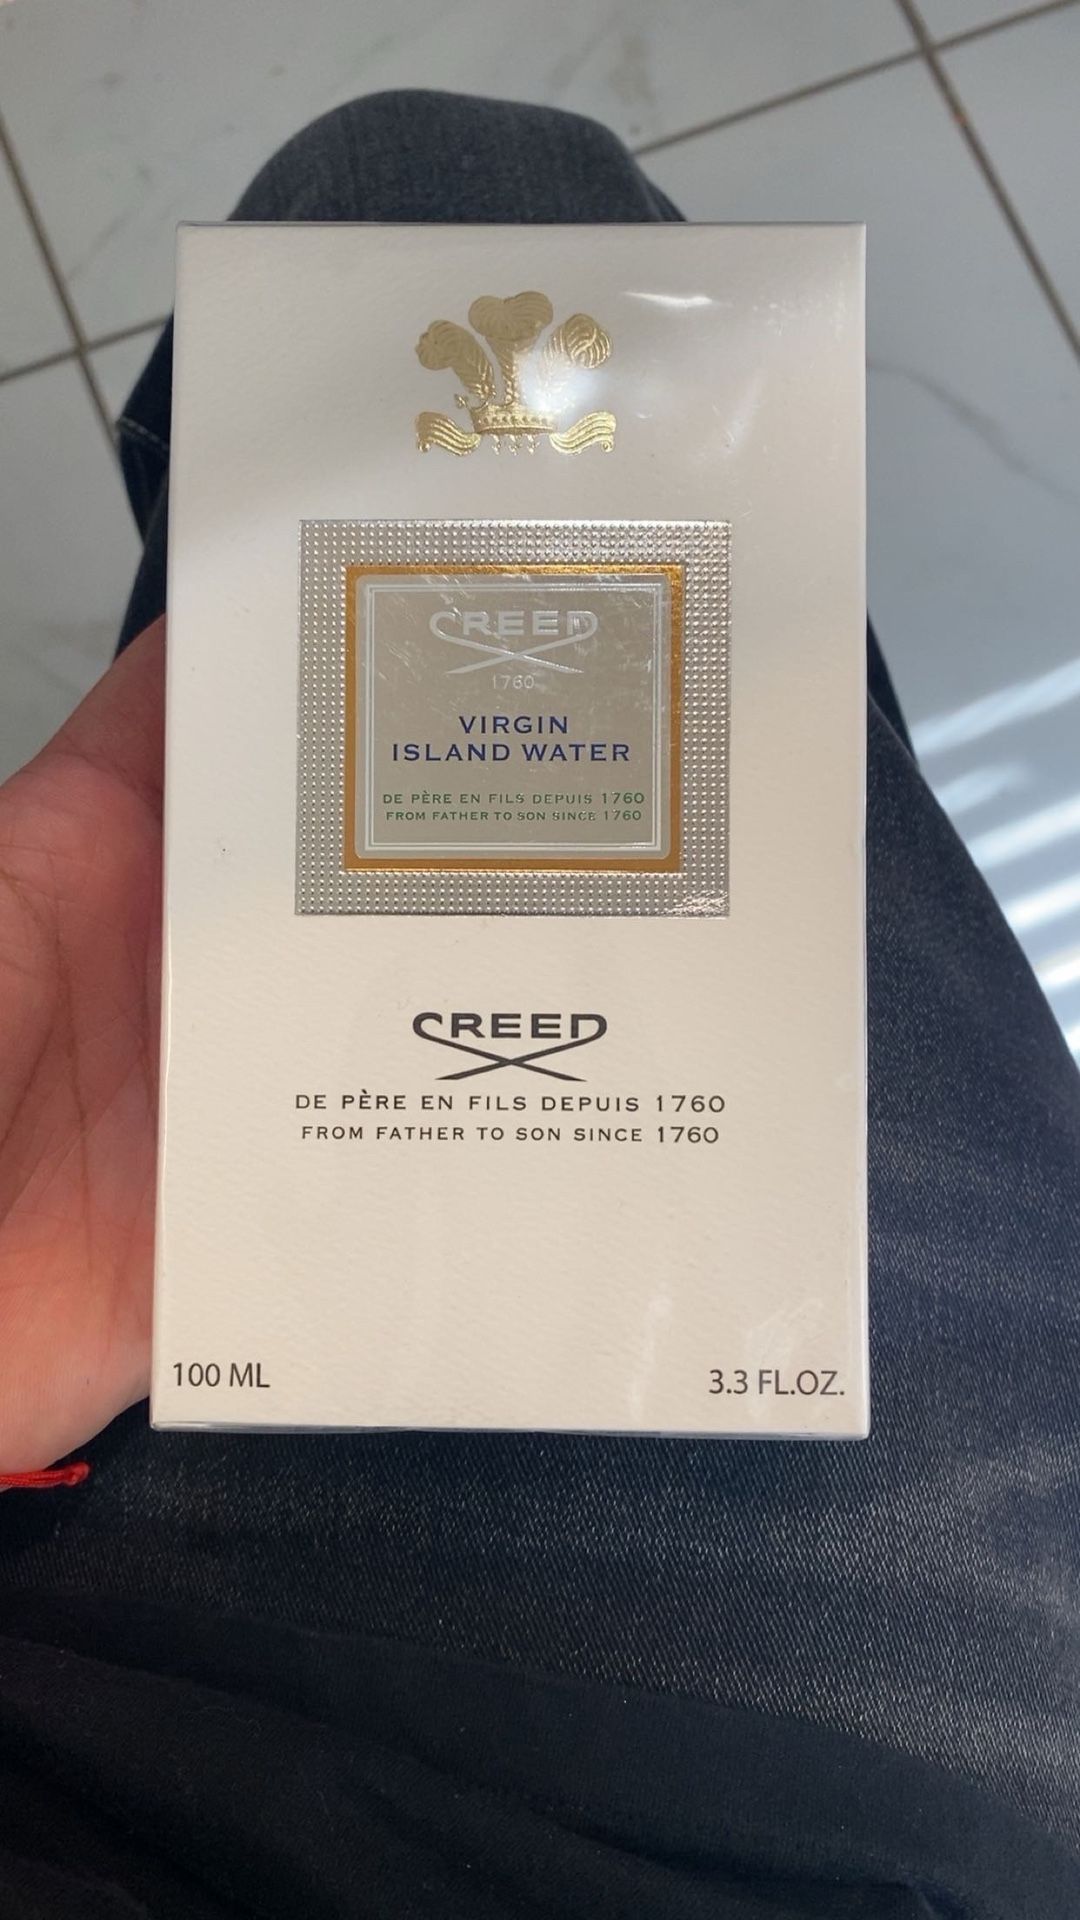 CREED
1760
VIRGIN
ISLAND WATER
DE PÈRE EN FILS DEPUIS 1760
FROM FATHER TO SON SINCE 1760
CREED
DE PÈRE EN FILS DEPUIS 1760
FROM FATHER TO SON SINCE 1760
100 ML
3.3 FL.OZ.